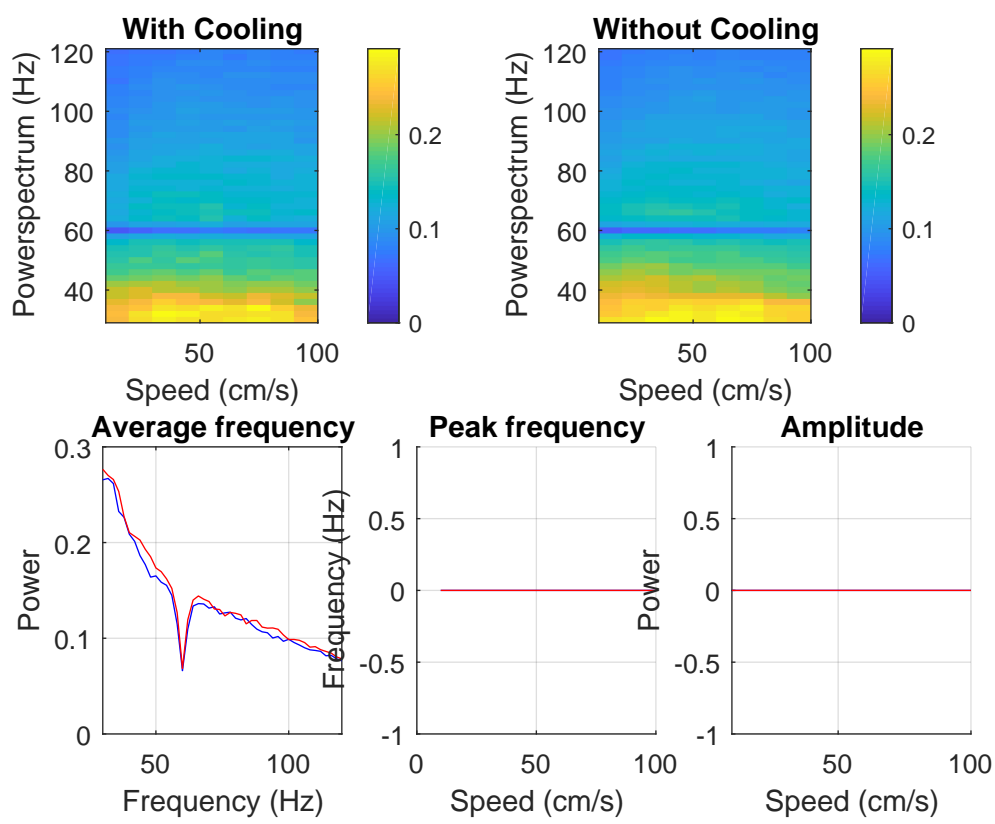 With Cooling
Powerspectrum (Hz)
120
100
80
60
40
50
100
Speed (cm/s)
0.2
0.1
0
Without Cooling
Powerspectrum (Hz)
120
100
80
60
40
50
100
Speed (cm/s)
0.2
0.1
0
Average frequency
Power
0.3
0.2
0.1
0
50
100
Frequency (Hz)
Peak frequency
Frequency (Hz)
1
0.5
0
-0.5
-1
0
50
100
Speed (cm/s)
Amplitude
Power
1
0.5
0
-0.5
-1
50
100
Speed (cm/s)